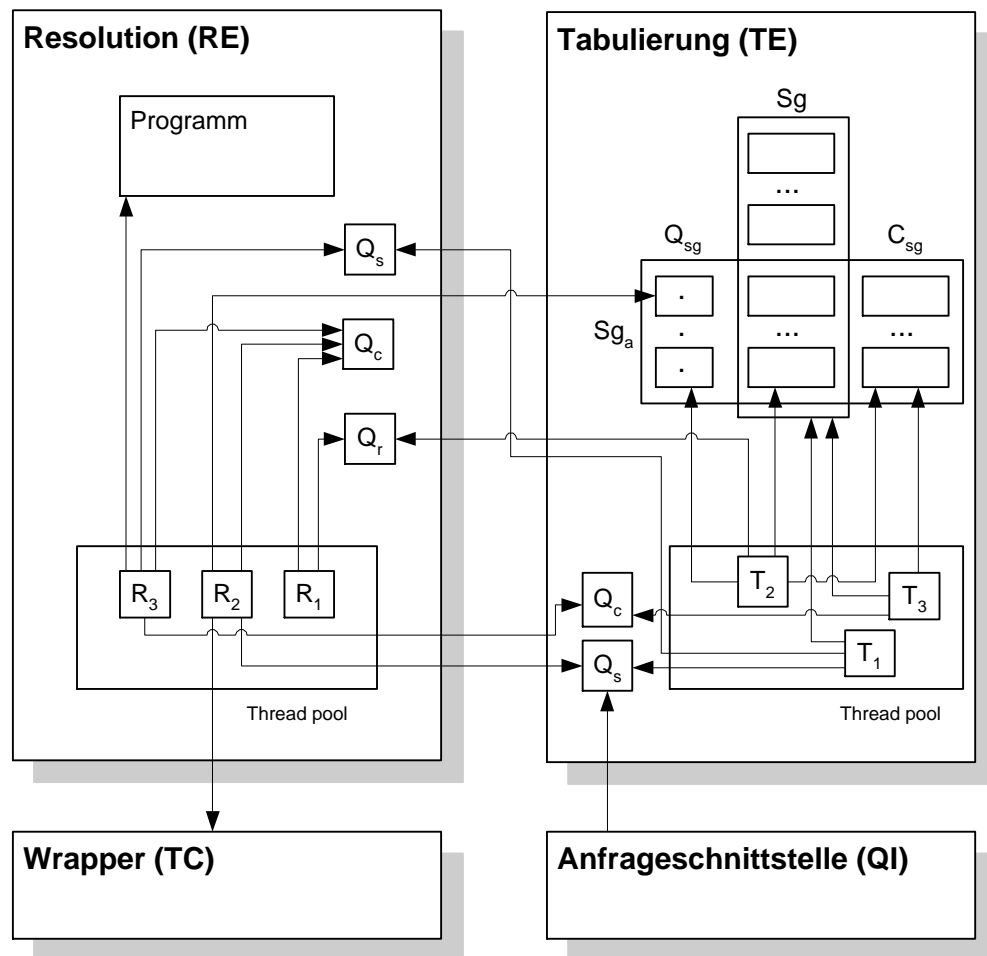 Resolution (RE)
Programm
Q_s
Q_c
Q_r
R_3
R_2
R_1
Thread pool
Tabulierung (TE)
Sg
...
Q_sg
C_sg
Sg_a
.
.
.
...
...
T_2
T_3
T_1
Q_c
Q_s
Thread pool
Wrapper (TC)
Anfrageschnittstelle (QI)